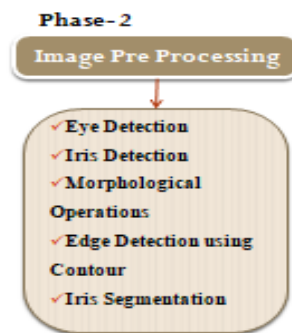 Phase-2
Image Pre Processing
✓Eye Detection
✓Iris Detection
✓Morphological
Operations
✓Edge Detection using
Contour
✓Iris Segmentation